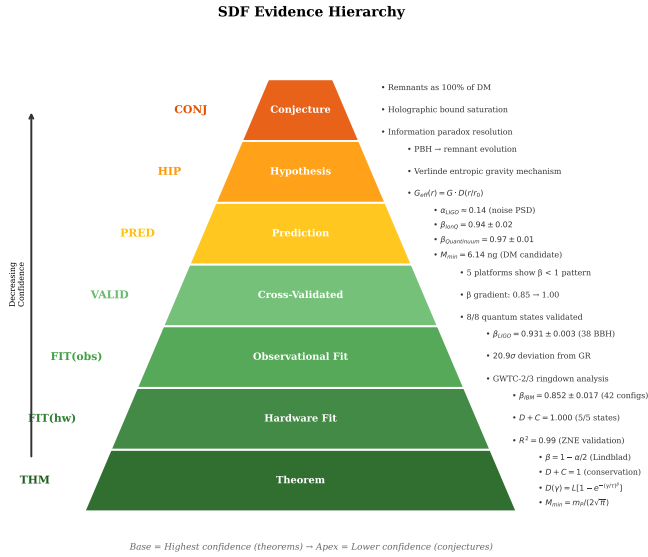 SDF Evidence Hierarchy
CONJ
Conjecture
• Remnants as 100% of DM
• Holographic bound saturation
• Information paradox resolution
HIP
Hypothesis
• PBH → remnant evolution
• Verlinde entropic gravity mechanism
• G_eff(r) = G · D(r/r₀)
PRED
Prediction
• α_LIGO ≈ 0.14 (noise PSD)
• β_IonQ = 0.94 ± 0.02
• β_Quantinuum = 0.97 ± 0.01
• M_min = 6.14 ng (DM candidate)
VALID
Cross-Validated
• 5 platforms show β < 1 pattern
• β gradient: 0.85 → 1.00
• 8/8 quantum states validated
FIT(obs)
Observational Fit
• β_LIGO = 0.931 ± 0.003 (38 BBH)
• 20.9σ deviation from GR
• GWTC-2/3 ringdown analysis
FIT(hw)
Hardware Fit
• β_IBM = 0.852 ± 0.017 (42 configs)
• D + C = 1.000 (5/5 states)
• R² = 0.99 (ZNE validation)
THM
Theorem
• β = 1 − α/2 (Lindblad)
• D + C = 1 (conservation)
• D(γ) = L[1 − e^{−(γ/τ)^β}]
• M_min = m_P/(2√π)
Decreasing
Confidence
Base = Highest confidence (theorems) → Apex = Lower confidence (conjectures)